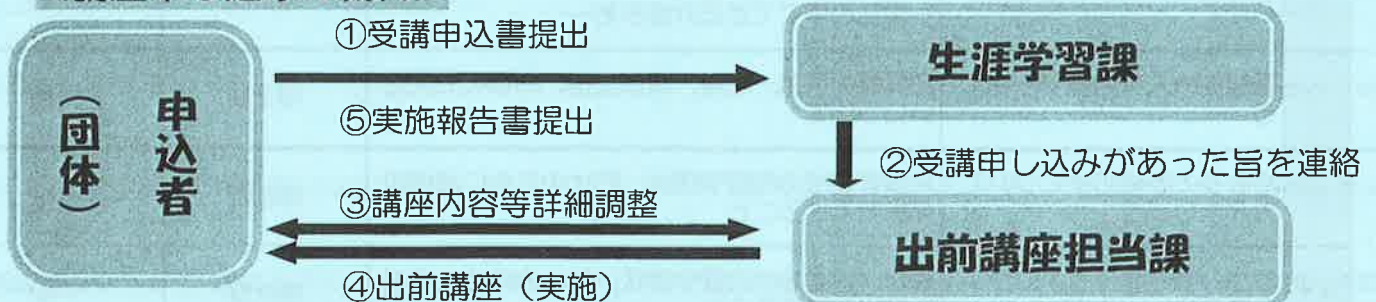 ①受講申込書提出
⑤実施報告書提出
申込者
（団体）
生涯学習課
②受講申し込みがあった旨を連絡
③講座内容等詳細調整
④出前講座（実施）
出前講座担当課